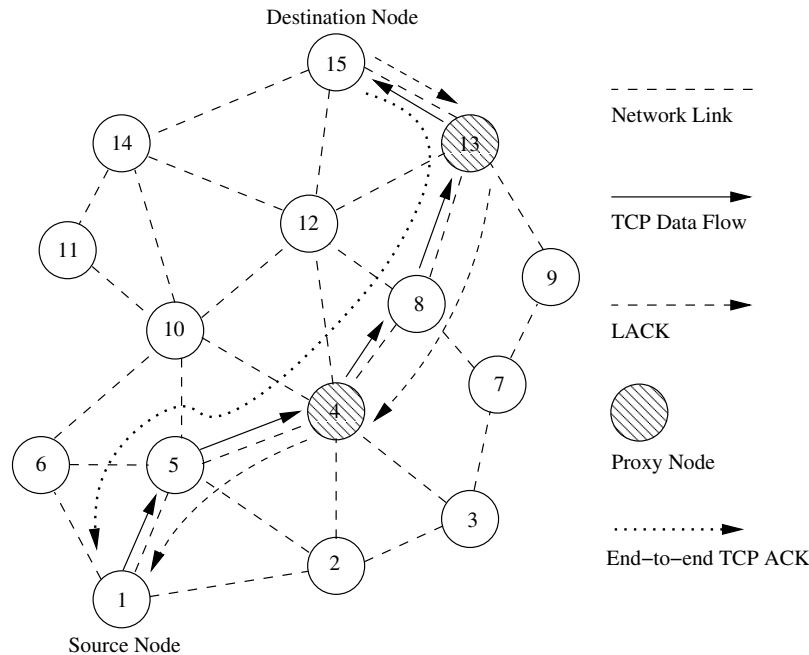 Destination Node
15
Network Link
14
13
TCP Data Flow
12
11
9
8
LACK
10
7
4
Proxy Node
6
5
3
End−to−end TCP ACK
2
1
Source Node